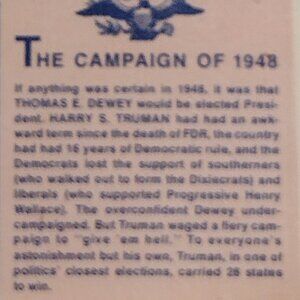 THE CAMPAIGN OF 1948
If anything was certain in 1948, it was that
THOMAS E. DEWEY would be elected Presi-
dent. HARRY S. TRUMAN had had an awk-
ward term since the death of FDR, the country
had had 16 years of Democratic rule, and the
Democrats lost the support of southerners
(who walked out to form the Dixiecrats) and
liberals (who supported Progressive Henry
Wallace). The overconfident Dewey under-
campaigned. But Truman waged a fiery cam-
paign to "give 'em hell." To everyone's
astonishment but his own, Truman, in one of
politics' closest elections, carried 28 states
to win.